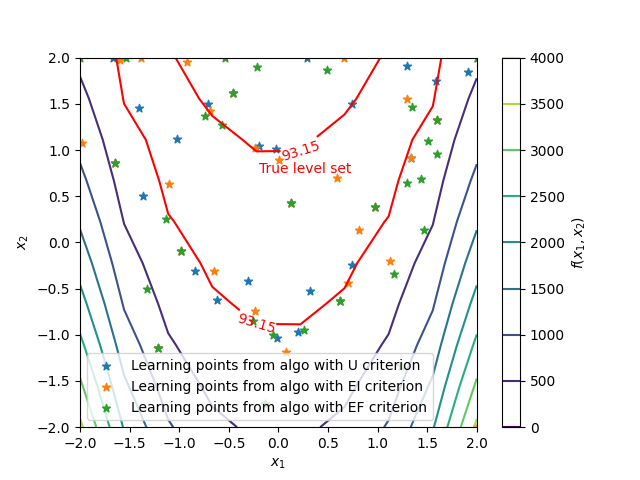 2.0
1.5
1.0
0.5
0.0
−0.5
−1.0
−1.5
−2.0
x₂
93.15
True level set
93.15
Learning points from algo with U criterion
Learning points from algo with EI criterion
Learning points from algo with EF criterion
−2.0 −1.5 −1.0 −0.5 0.0 0.5 1.0 1.5 2.0
x₁
4000
3500
3000
2500
2000
1500
1000
500
0
f(x₁, x₂)